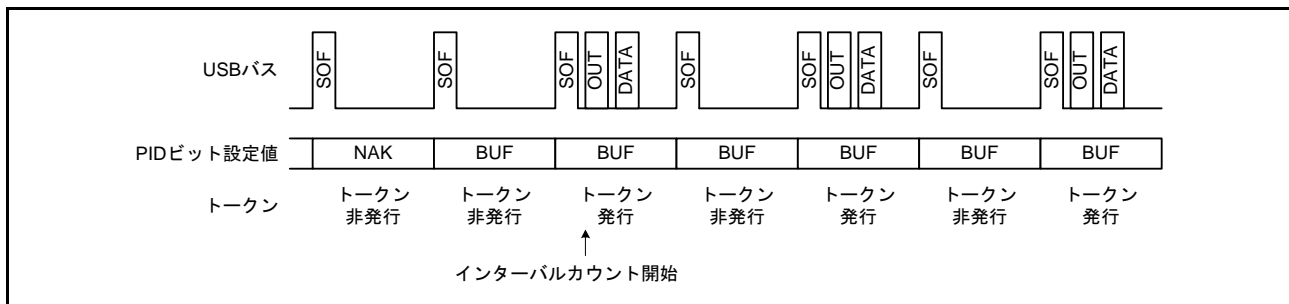 SOF SOF SOF OUT DATA SOF SOF OUT DATA SOF SOF OUT DATA
USBバス
PIDビット設定値 NAK BUF BUF BUF BUF BUF BUF
トークン トークン トークン トークン トークン トークン トークン
トークン
非発行 非発行 発行 非発行 発行 非発行 発行
インターバルカウント開始